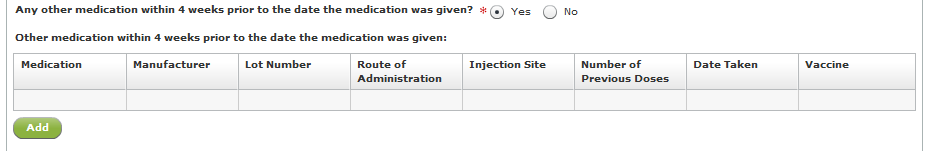 Any other medication within 4 weeks prior to the date the medication was given? * Yes No
Other medication within 4 weeks prior to the date the medication was given:
Medication Manufacturer Lot Number Route of Administration Injection Site Number of Previous Doses Date Taken Vaccine
Add